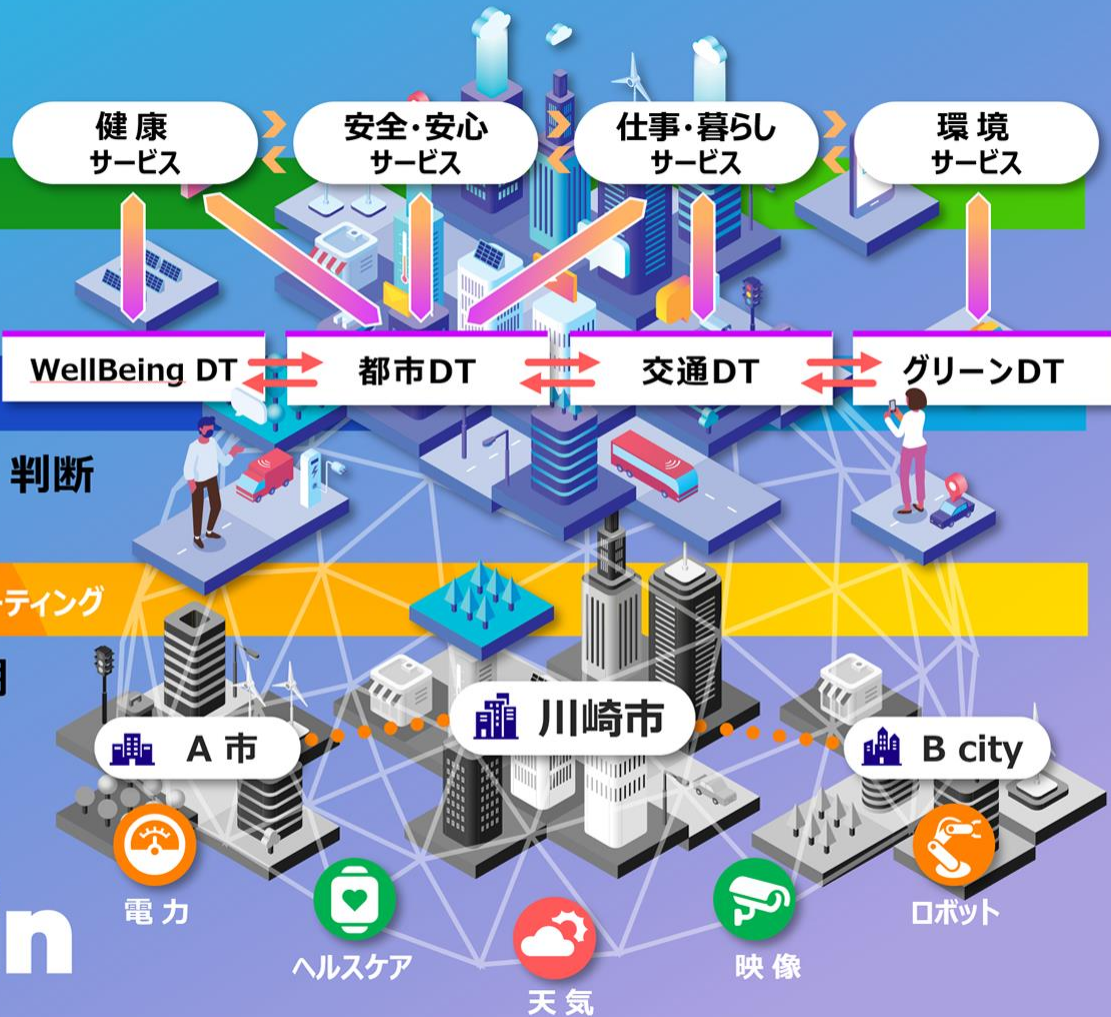 健康
サービス
安全・安心
サービス
仕事・暮らし
サービス
環境
サービス
WellBeing DT
都市DT
交通DT
グリーンDT
判断
ーティング
A 市
川崎市
B city
電力
ヘルスケア
天気
映像
ロボット
n